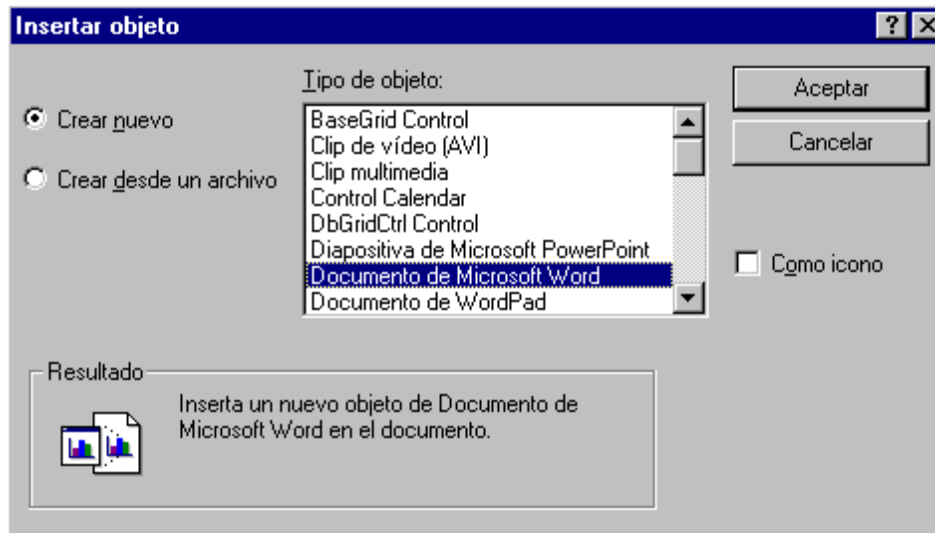 Insertar objeto
Tipo de objeto:
Crear nuevo
Crear desde un archivo
BaseGrid Control
Clip de vídeo (AVI)
Clip multimedia
Control Calendar
DbGridCtrl Control
Diapositiva de Microsoft PowerPoint
Documento de Microsoft Word
Documento de WordPad
Aceptar
Cancelar
Como icono
Resultado
Inserta un nuevo objeto de Documento de
Microsoft Word en el documento.